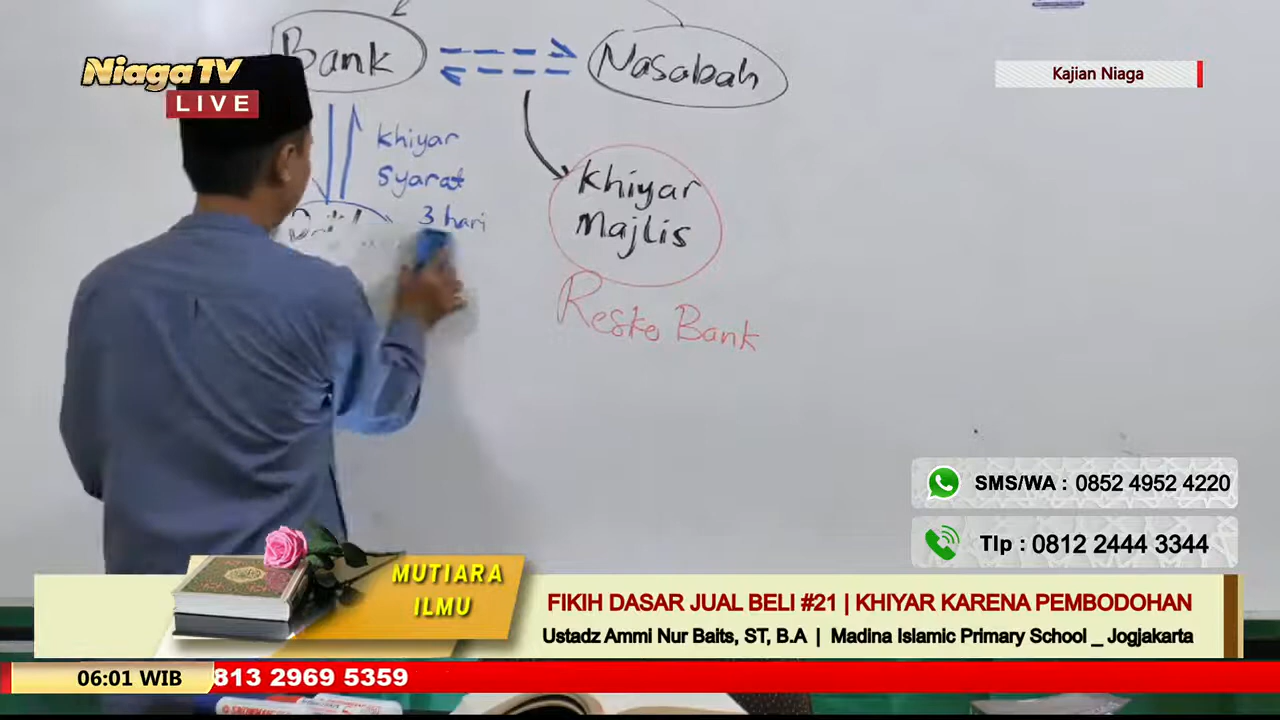 Bank
Nasabah
NiagaTV
LIVE
Kajian Niaga
Khiyar
Syarat
3 hari
Khiyar
Majlis
Resko Bank
SMS/WA : 0852 4952 4220
Tlp : 0812 2444 3344
MUTIARA
ILMU
FIKIH DASAR JUAL BELI #21 | KHIYAR KARENA PEMBODOHAN
Ustadz Ammi Nur Baits, ST, B.A | Madina Islamic Primary School _ Jogjakarta
06:01 WIB
813 2969 5359